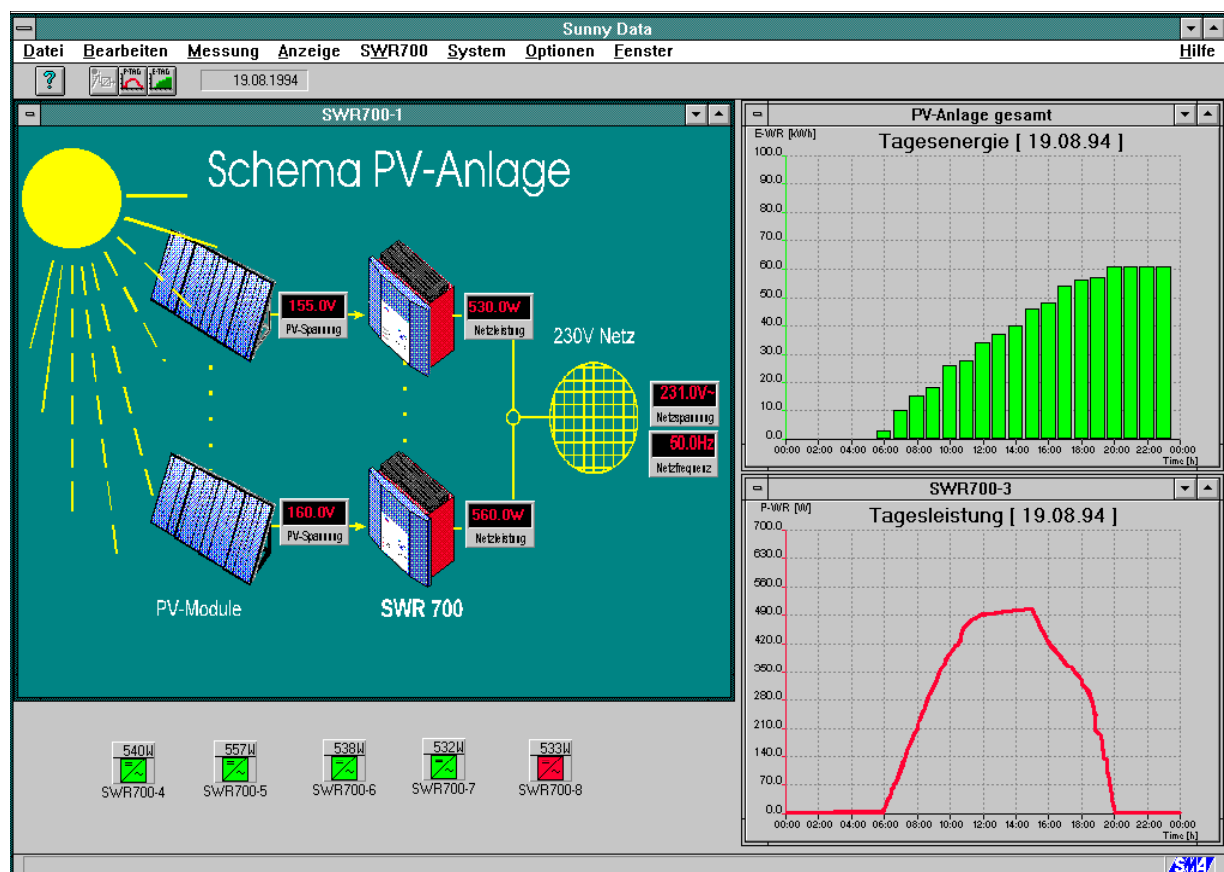 Sunny Data
Datei Bearbeiten Messung Anzeige SWR700 System Optionen Fenster Hilfe
? P-TAG E-TAG 19.08.1994
SWR700-1
Schema PV-Anlage
155.0V
PV-Spannung
530.0W
Netzleistung
230V Netz
231.0V~
Netzspannung
50.0Hz
Netzfrequenz
160.0V
PV-Spannung
560.0W
Netzleistung
PV-Module
SWR 700
PV-Anlage gesamt
E-WR [kWh]
Tagesenergie [ 19.08.94 ]
100.0
90.0
80.0
70.0
60.0
50.0
40.0
30.0
20.0
10.0
0.0
00:00 02:00 04:00 06:00 08:00 10:00 12:00 14:00 16:00 18:00 20:00 22:00 00:00
Time [h]
SWR700-3
P-WR [W]
Tagesleistung [ 19.08.94 ]
700.0
630.0
560.0
490.0
420.0
350.0
280.0
210.0
140.0
70.0
0.0
00:00 02:00 04:00 06:00 08:00 10:00 12:00 14:00 16:00 18:00 20:00 22:00 00:00
Time [h]
540W 557W 538W 532W 533W
SWR700-4 SWR700-5 SWR700-6 SWR700-7 SWR700-8
SMA